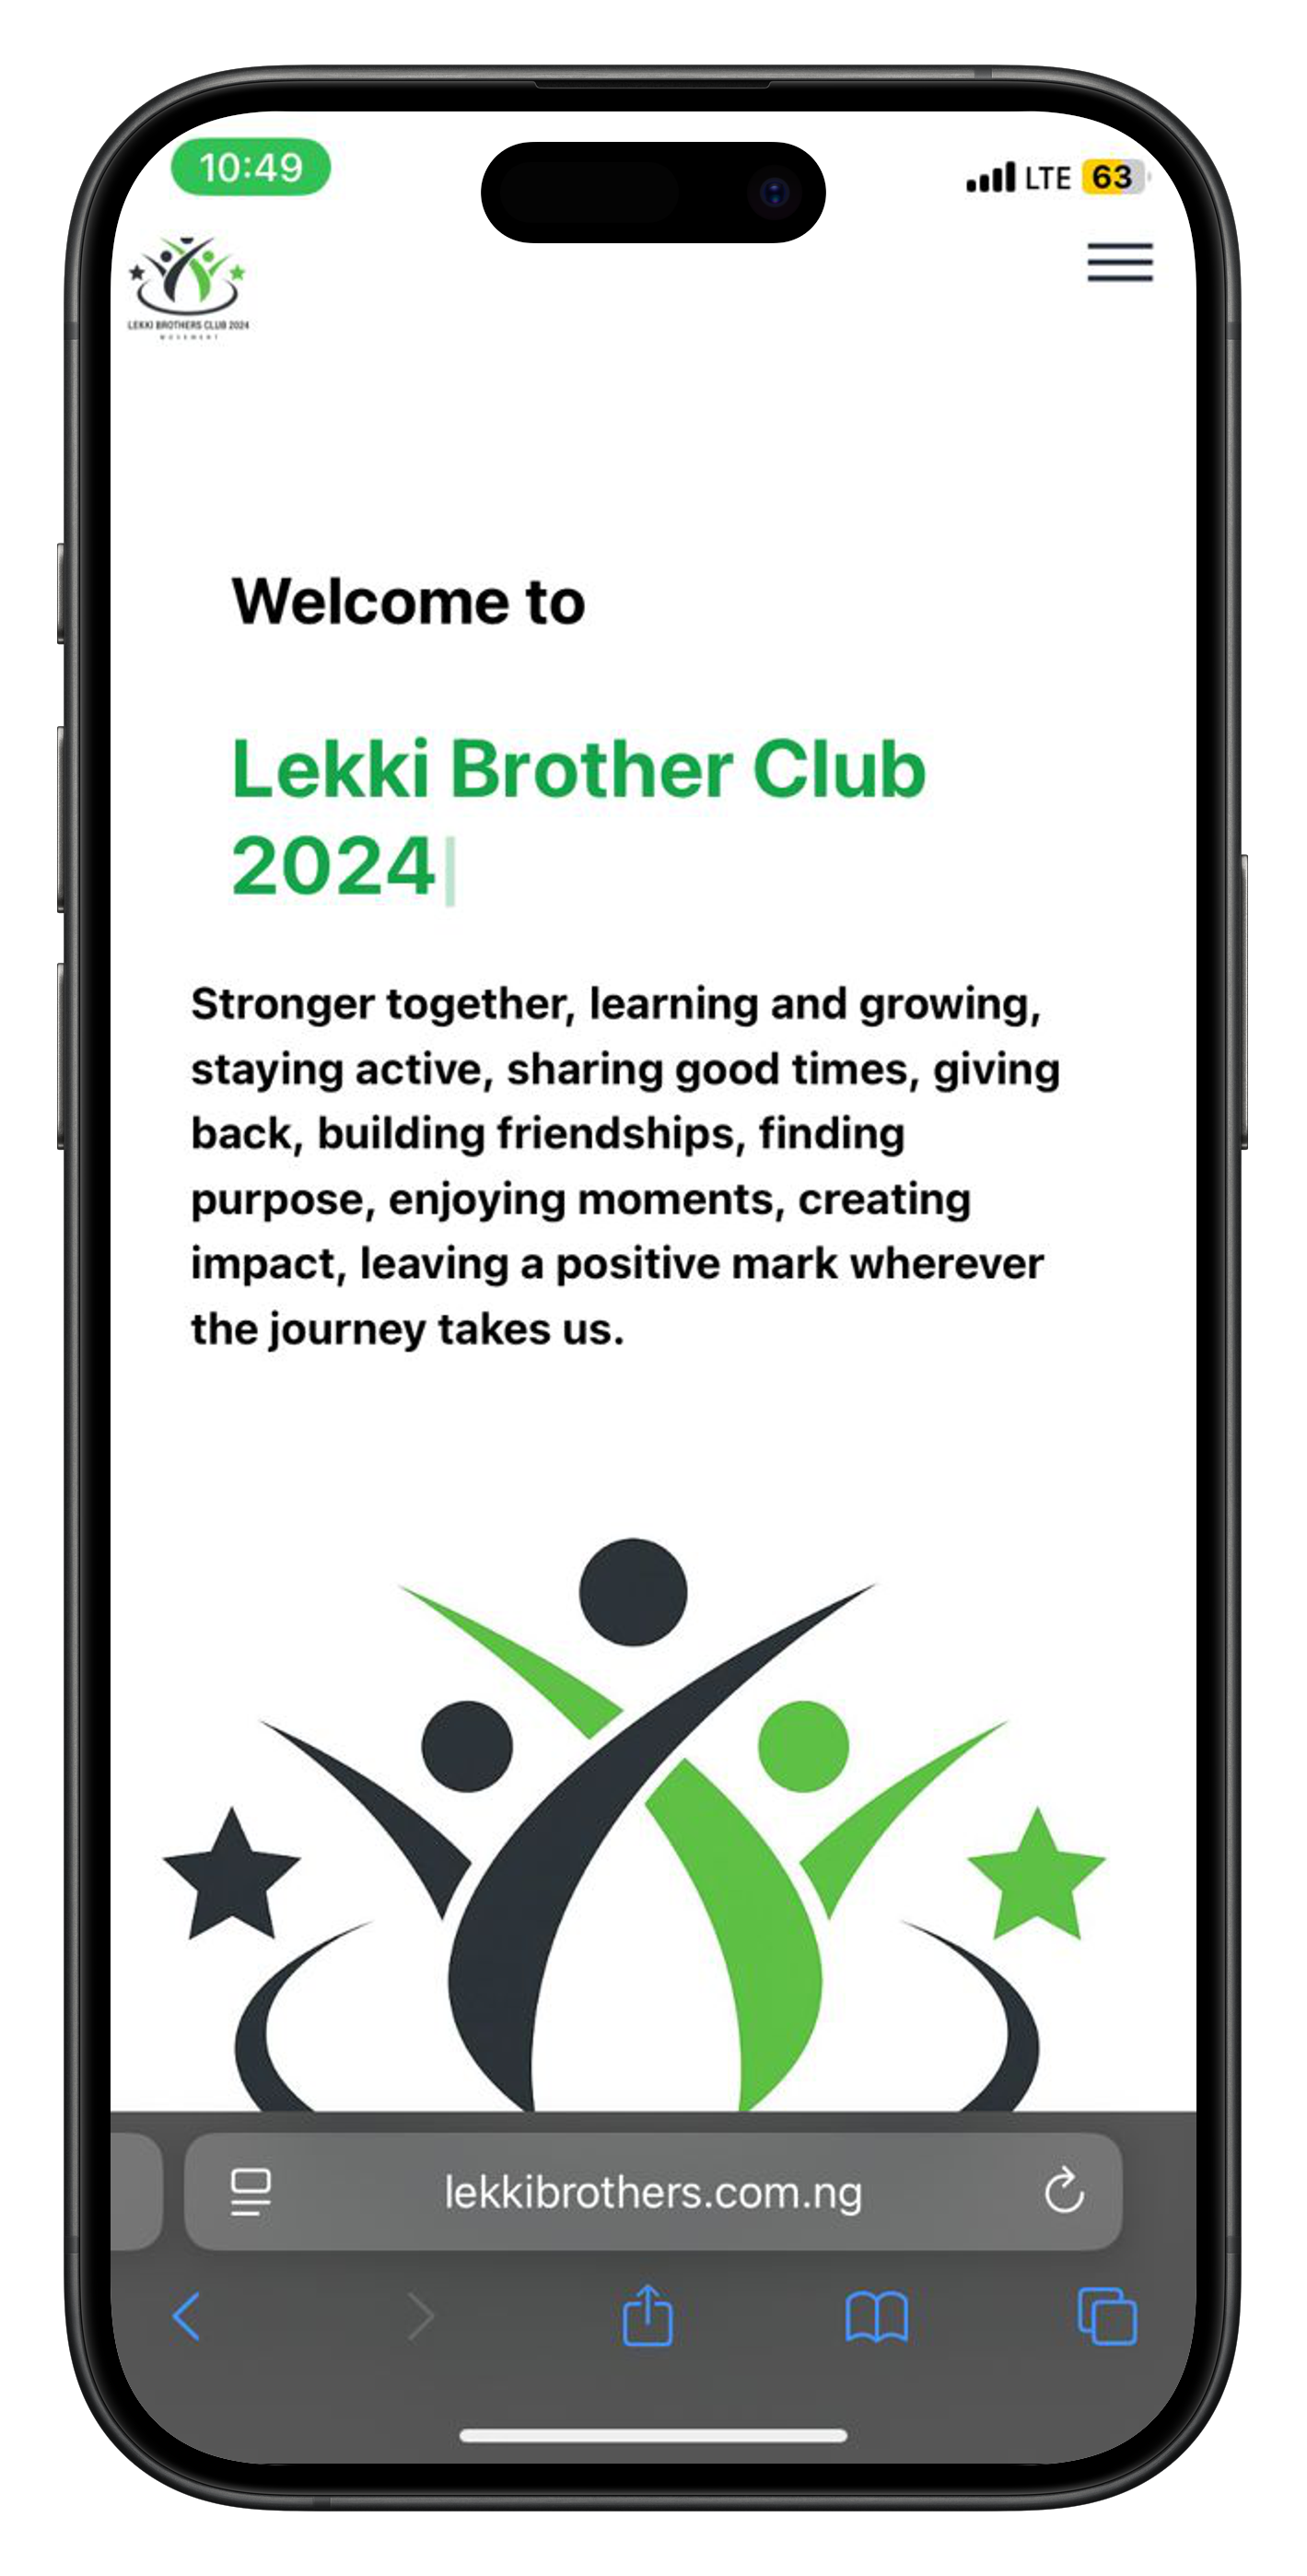 10:49
LTE 63
LEKKI BROTHERS CLUB 2024
MOVEMENT
Welcome to
Lekki Brother Club
2024
Stronger together, learning and growing,
staying active, sharing good times, giving
back, building friendships, finding
purpose, enjoying moments, creating
impact, leaving a positive mark wherever
the journey takes us.
lekkibrothers.com.ng